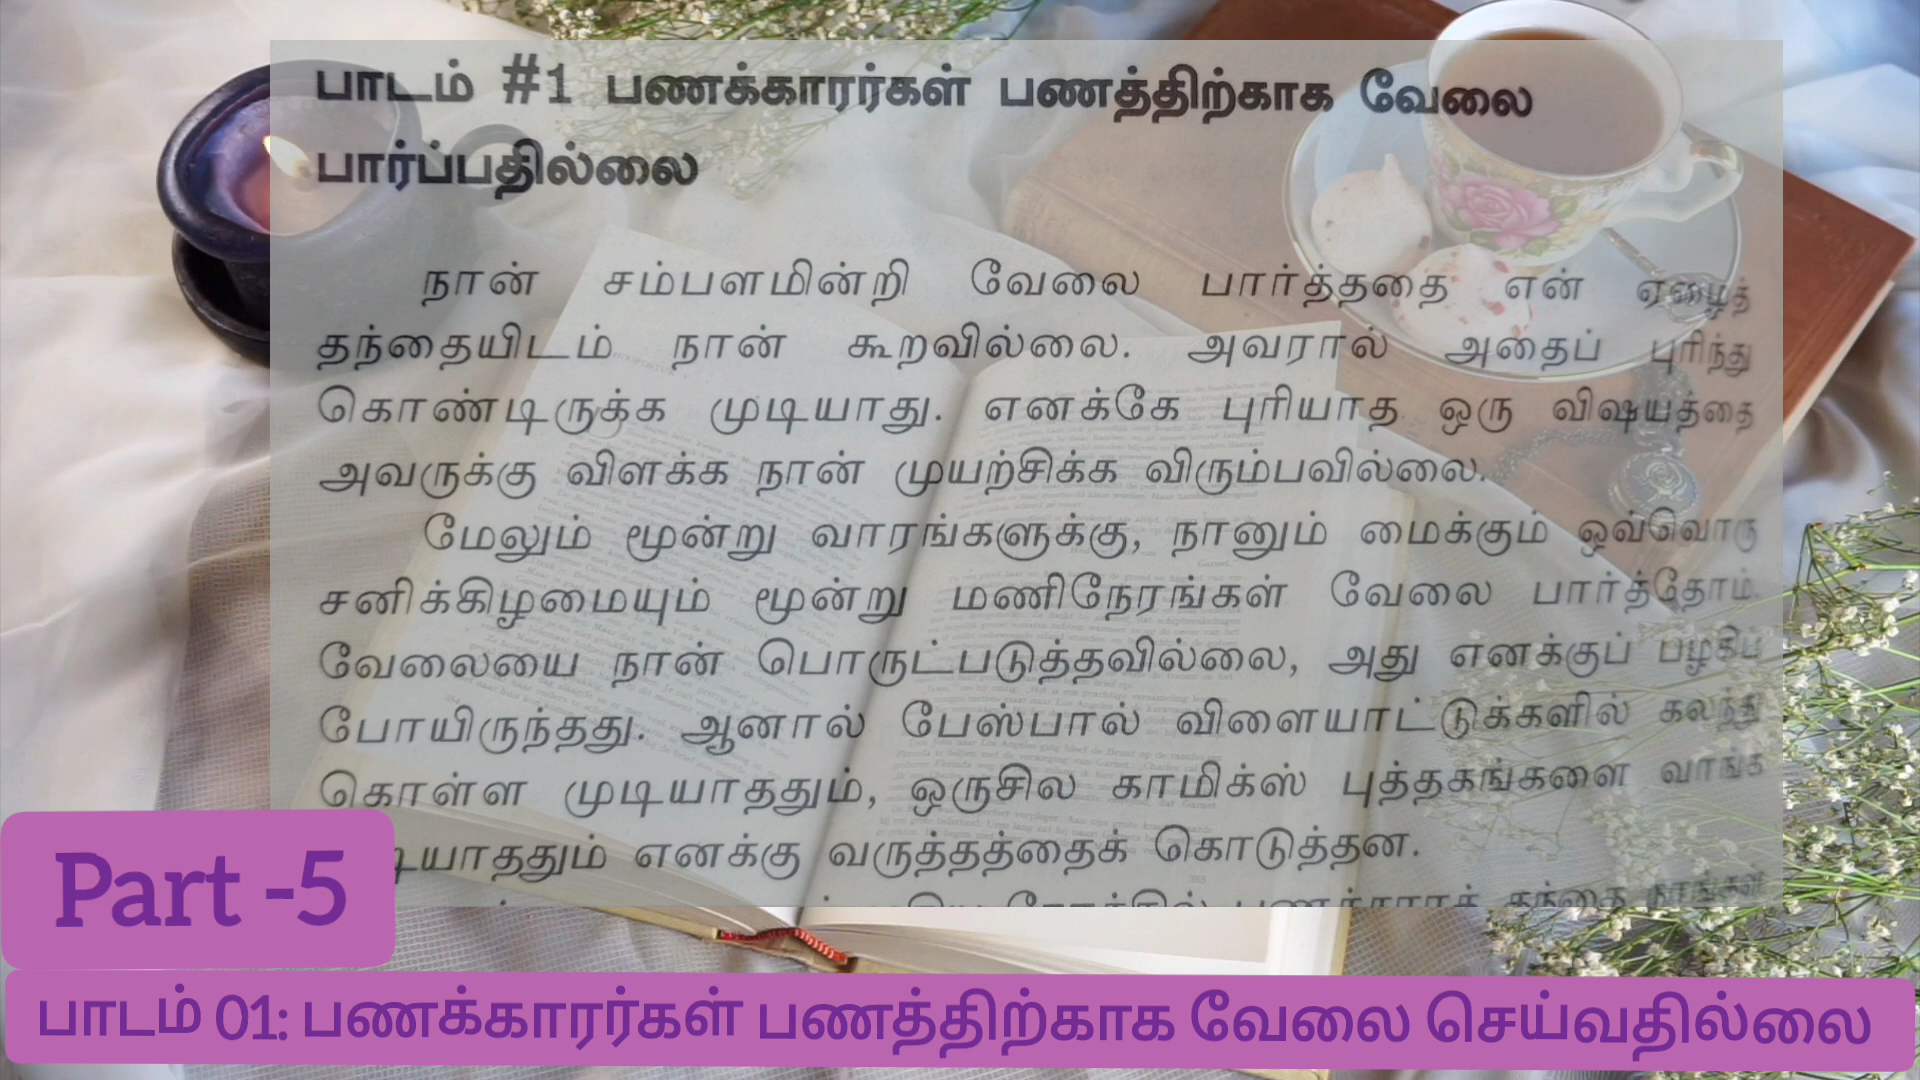 பாடம் #1 பணக்காரர்கள் பணத்திற்காக வேலை
பார்ப்பதில்லை
நான் சம்பளமின்றி வேலை பார்த்ததை என் ஏழைத்
தந்தையிடம் நான் கூறவில்லை. அவரால் அதைப் புரிந்து
கொண்டிருக்க முடியாது. எனக்கே புரியாத ஒரு விஷயத்தை
அவருக்கு விளக்க நான் முயற்சிக்க விரும்பவில்லை.
மேலும் மூன்று வாரங்களுக்கு, நானும் மைக்கும் ஒவ்வொரு
சனிக்கிழமையும் மூன்று மணிநேரங்கள் வேலை பார்த்தோம்.
வேலையை நான் பொருட்படுத்தவில்லை, அது எனக்குப் பழகிப்
போயிருந்தது. ஆனால் பேஸ்பால் விளையாட்டுக்களில் கலந்து
கொள்ள முடியாததும், ஒருசில காமிக்ஸ் புத்தகங்களை வாங்க
டியாததும் எனக்கு வருத்தத்தைக் கொடுத்தன.
Part -5
பாடம் 01: பணக்காரர்கள் பணத்திற்காக வேலை செய்வதில்லை